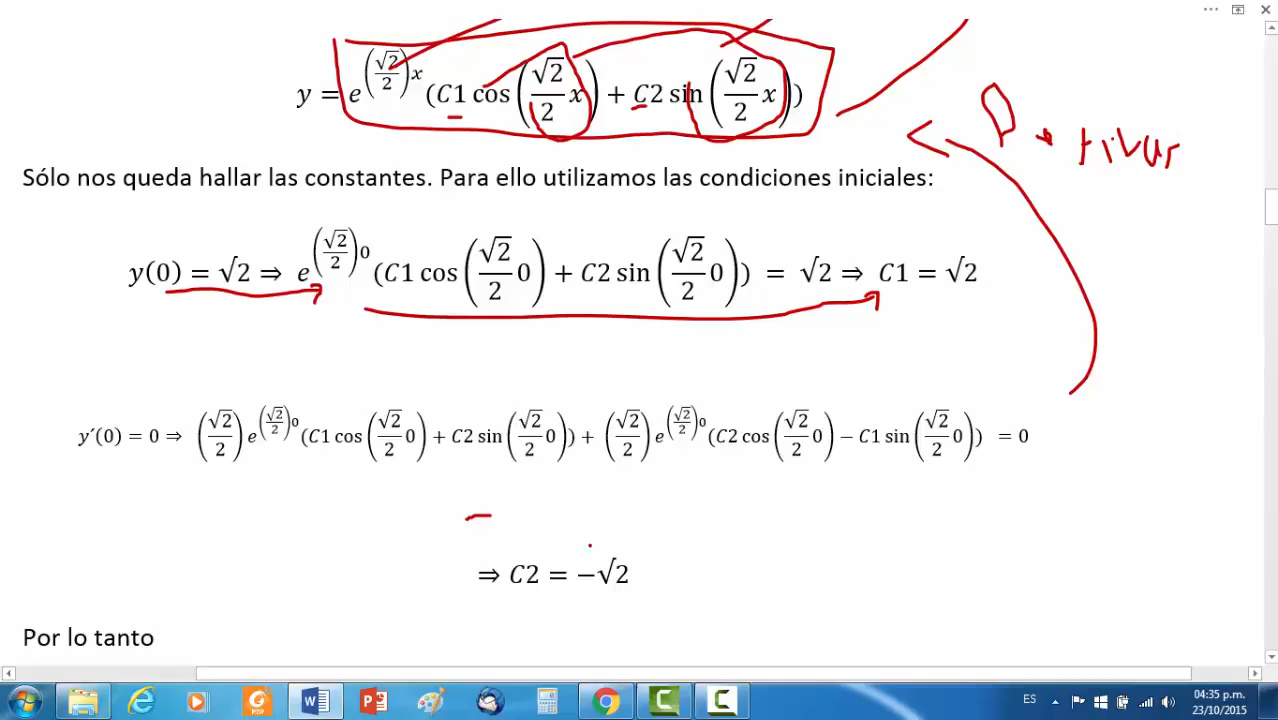 y = e^(√2/2)x (C1 cos(√2/2 x) + C2 sin(√2/2 x))
Sólo nos queda hallar las constantes. Para ello utilizamos las condiciones iniciales:
y(0) = √2 ⇒ e^(√2/2)0 (C1 cos(√2/2 0) + C2 sin(√2/2 0)) = √2 ⇒ C1 = √2
y´(0) = 0 ⇒ (√2/2) e^(√2/2)0 (C1 cos(√2/2 0) + C2 sin(√2/2 0)) + (√2/2) e^(√2/2)0 (C2 cos(√2/2 0) − C1 sin(√2/2 0)) = 0
⇒ C2 = −√2
Por lo tanto
ES
04:35 p.m.
23/10/2015